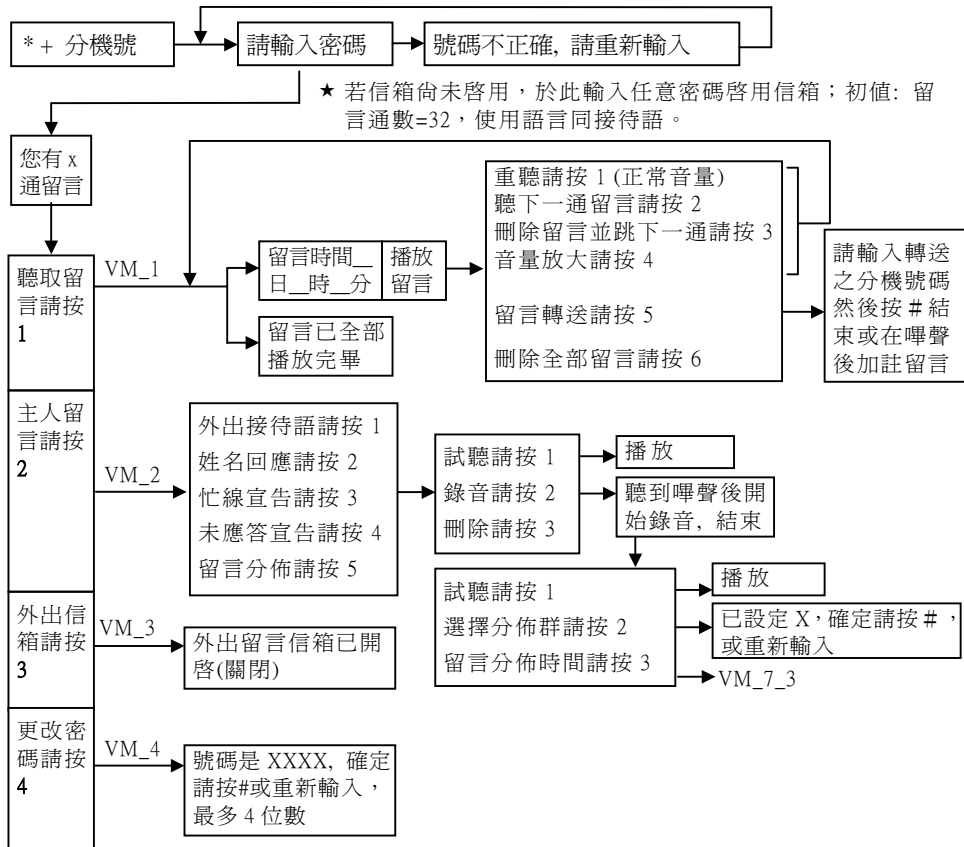 * + 分機號
請輸入密碼
號碼不正確, 請重新輸入
★ 若信箱尚未啓用，於此輸入任意密碼啓用信箱；初値: 留
言通數=32，使用語言同接待語。
您有 x
通留言
聽取留
言請按
1
VM_1
留言時間__
日__時__分
播放
留言
留言已全部
播放完畢
重聽請按 1 (正常音量)
聽下一通留言請按 2
刪除留言並跳下一通請按 3
音量放大請按 4
留言轉送請按 5
刪除全部留言請按 6
請輸入轉送
之分機號碼
然後按＃結
束或在嗶聲
後加註留言
主人留
言請按
2
VM_2
外出接待語請按 1
姓名回應請按 2
忙線宣告請按 3
未應答宣告請按 4
留言分佈請按 5
試聽請按 1
錄音請按 2
刪除請按 3
播放
聽到嗶聲後開
始錄音, 結束
試聽請按 1
選擇分佈群請按 2
留言分佈時間請按 3
播放
已設定 X，確定請按＃，
或重新輸入
VM_7_3
外出信
箱請按
3
VM_3
外出留言信箱已開
啓(關閉)
更改密
碼請按
4
VM_4
號碼是 XXXX, 確定
請按#或重新輸入，
最多 4 位數